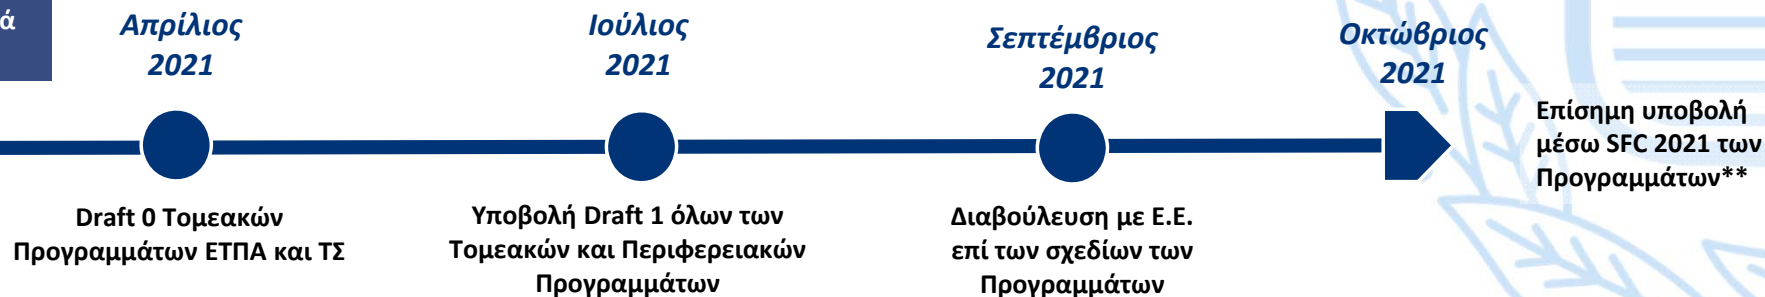 ά
Απρίλιος
2021
Ιούλιος
2021
Σεπτέμβριος
2021
Οκτώβριος
2021
Επίσημη υποβολή
μέσω SFC 2021 των
Προγραμμάτων**
Draft 0 Τομεακών
Προγραμμάτων ΕΤΠΑ και ΤΣ
Υποβολή Draft 1 όλων των
Τομεακών και Περιφερειακών
Προγραμμάτων
Διαβούλευση με Ε.Ε.
επί των σχεδίων των
Προγραμμάτων